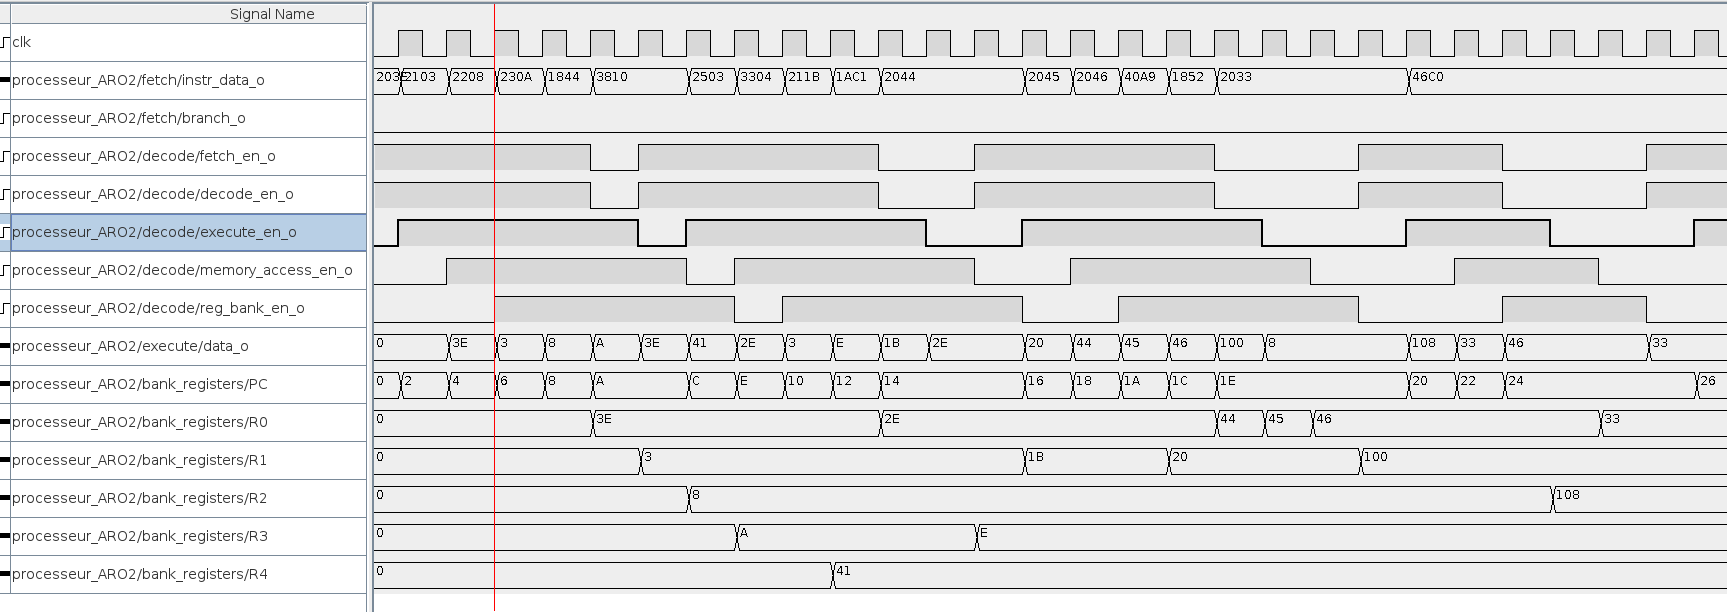 Signal Name
clk
processeur_ARO2/fetch/instr_data_o 2103 2208 230A 1844 3810 2503 3304 211B 1AC1 2044 2045 2046 40A9 1852 2033 46C0
processeur_ARO2/fetch/branch_o
processeur_ARO2/decode/fetch_en_o
processeur_ARO2/decode/decode_en_o
processeur_ARO2/decode/execute_en_o
processeur_ARO2/decode/memory_access_en_o
processeur_ARO2/decode/reg_bank_en_o
processeur_ARO2/execute/data_o 0 3E 3 8 A 3E 41 2E 3 E 1B 2E 20 44 45 46 100 8 108 33 46 33
processeur_ARO2/bank_registers/PC 0 2 4 6 8 A C E 10 12 14 16 18 1A 1C 1E 20 22 24 26
processeur_ARO2/bank_registers/R0 0 3E 2E 44 45 46 33
processeur_ARO2/bank_registers/R1 0 3 1B 20 100
processeur_ARO2/bank_registers/R2 0 8 108
processeur_ARO2/bank_registers/R3 0 A E
processeur_ARO2/bank_registers/R4 0 41